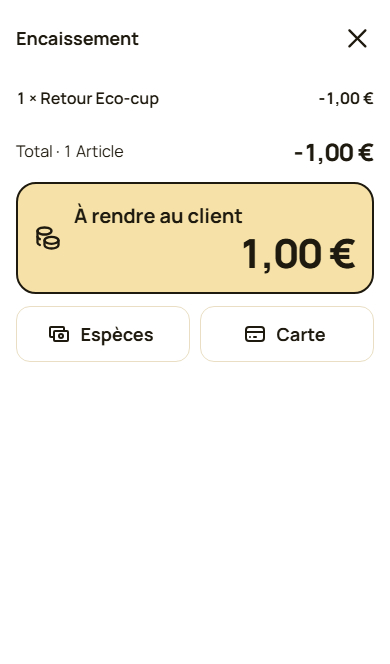 Encaissement
1 × Retour Eco-cup -1,00 €
Total · 1 Article -1,00 €
À rendre au client
1,00 €
Espèces Carte